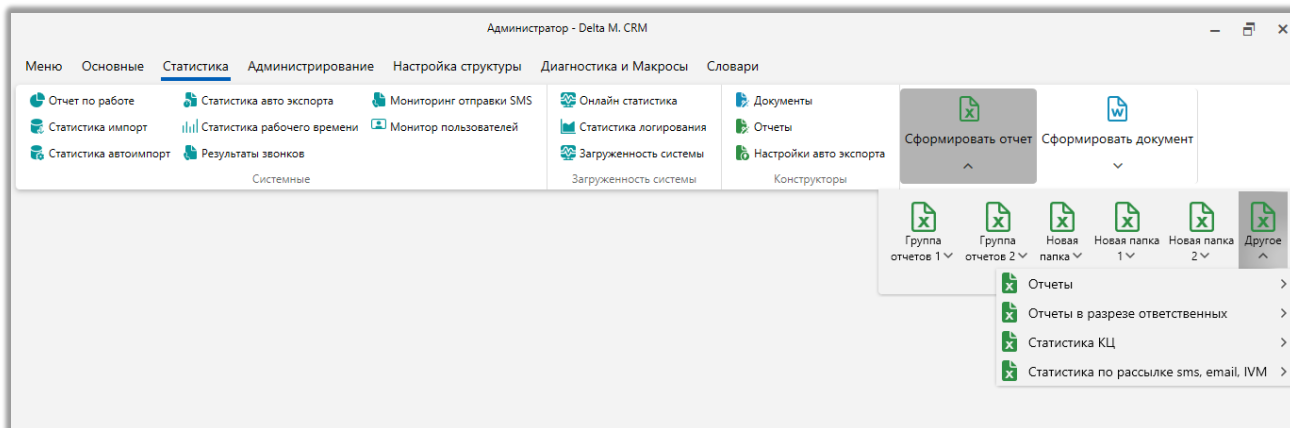 Администратор - Delta M. CRM
Меню Основные Статистика Администрирование Настройка структуры Диагностика и Макросы Словари
Отчет по работе Статистика авто экспорта Мониторинг отправки SMS Онлайн статистика Документы
Статистика импорт Статистика рабочего времени Монитор пользователей Статистика логирования Отчеты
Статистика автоимпорт Результаты звонков Загруженность системы Настройки авто экспорта
Сформировать отчет Сформировать документ
Системные Загруженность системы Конструкторы
Группа отчетов 1 Группа отчетов 2 Новая папка Новая папка 1 Новая папка 2 Другое
Отчеты
Отчеты в разрезе ответственных
Статистика КЦ
Статистика по рассылке sms, email, IVM